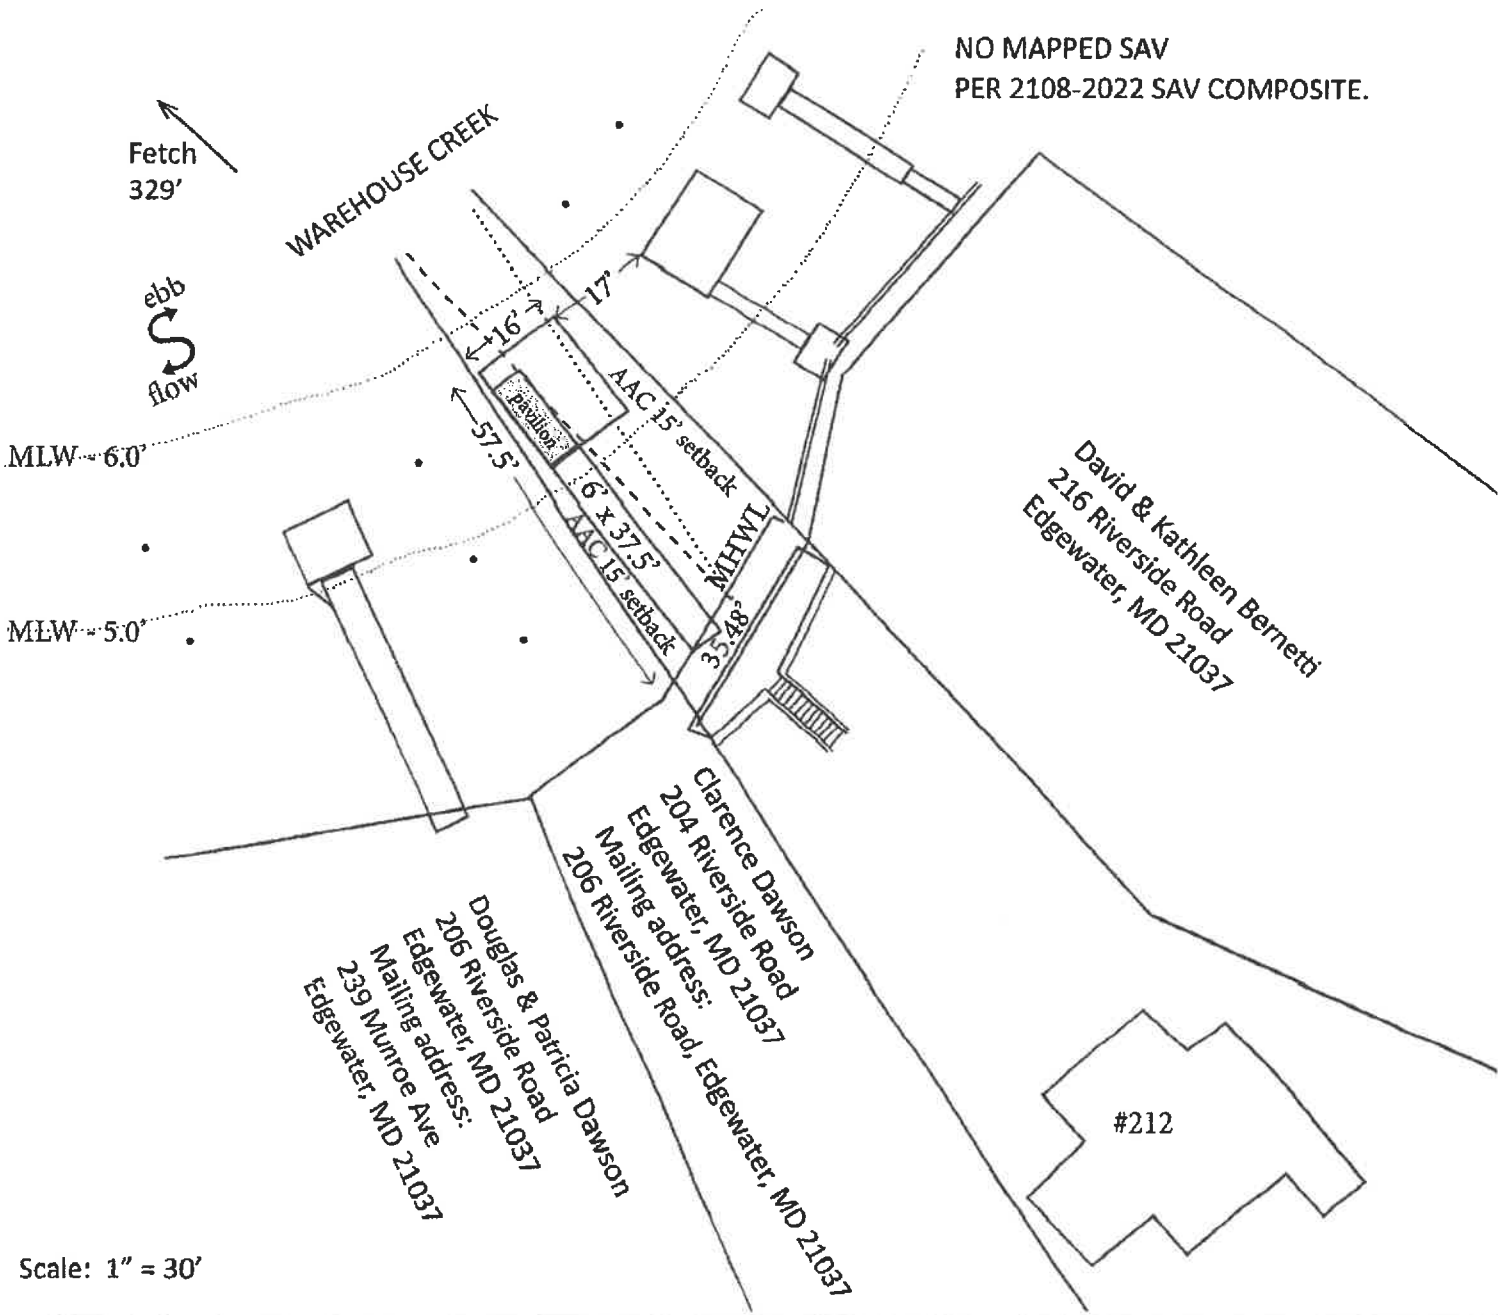 NO MAPPED SAV
PER 2108-2022 SAV COMPOSITE.
Fetch
329'
WAREHOUSE CREEK
ebb
flow
17'
16'
pavilion
AAC 15' setback
57.5'
6' x 37.5'
AAC 15' setback
MHWL
35.48'
MLW - 6.0'
MLW - 5.0'
David & Kathleen Bernetti
216 Riverside Road
Edgewater, MD 21037
Clarence Dawson
204 Riverside Road
Edgewater, MD 21037
Mailing address:
206 Riverside Road, Edgewater, MD 21037
Douglas & Patricia Dawson
206 Riverside Road
Edgewater, MD 21037
Mailing address:
239 Munroe Ave
Edgewater, MD 21037
#212
Scale: 1" = 30'